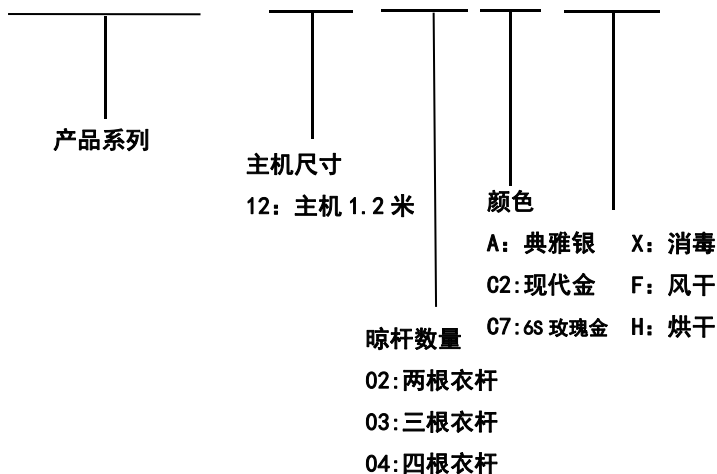 产品系列
主机尺寸
12：主机 1.2 米
颜色
A：典雅银
C2:现代金
C7:6S 玫瑰金
X：消毒
F：风干
H：烘干
晾杆数量
02:两根衣杆
03:三根衣杆
04:四根衣杆